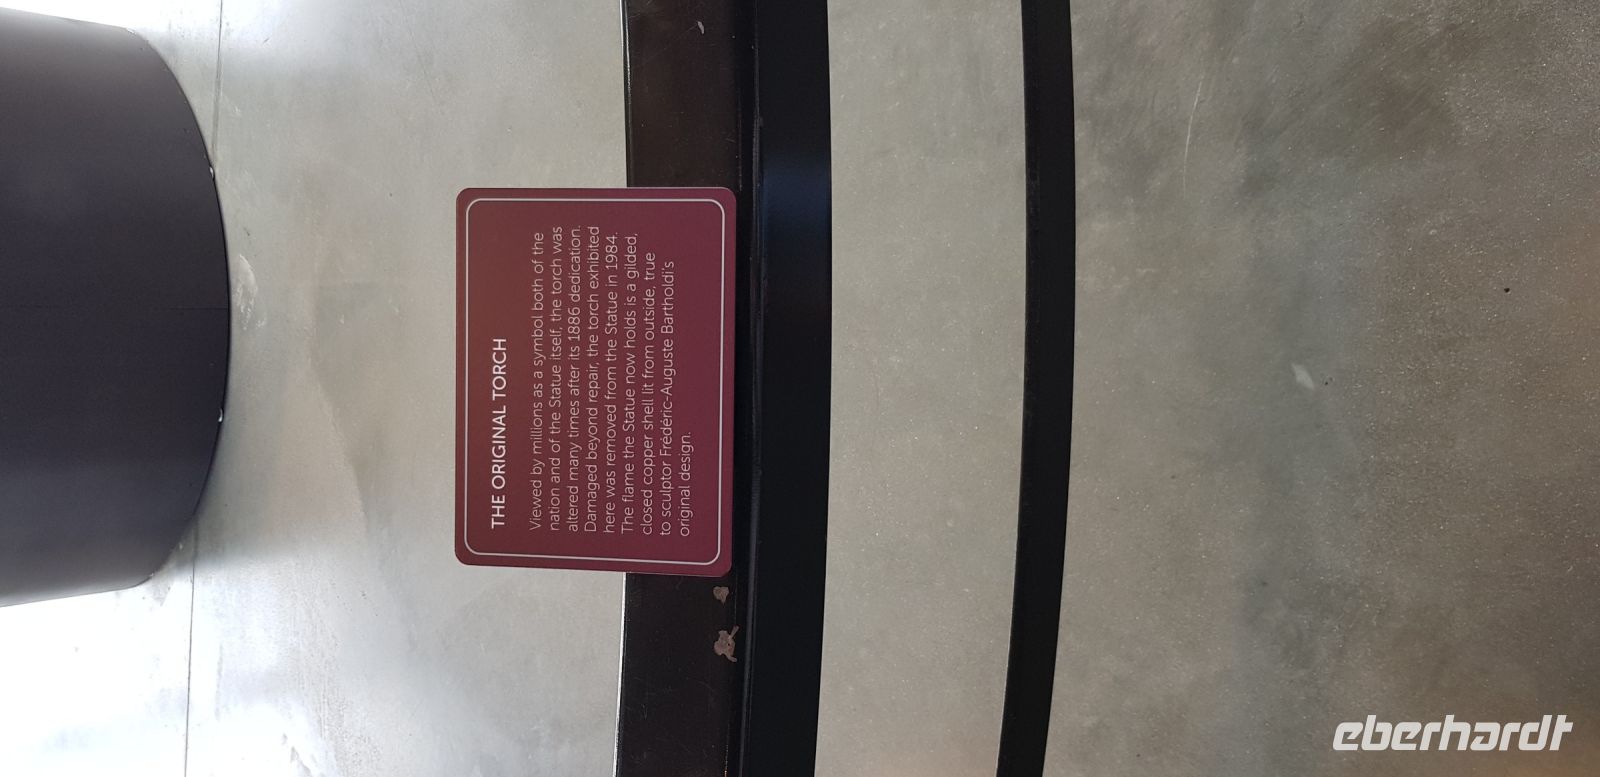 THE ORIGINAL TORCH
Viewed by millions as a symbol both of the
nation and of the Statue itself, the torch was
altered many times after its 1886 dedication.
Damaged beyond repair, the torch exhibited
here was removed from the Statue in 1984.
The flame the Statue now holds is a gilded,
closed copper shell lit from outside, true
to sculptor Frédéric-Auguste Bartholdi's
original design.
eberhardt